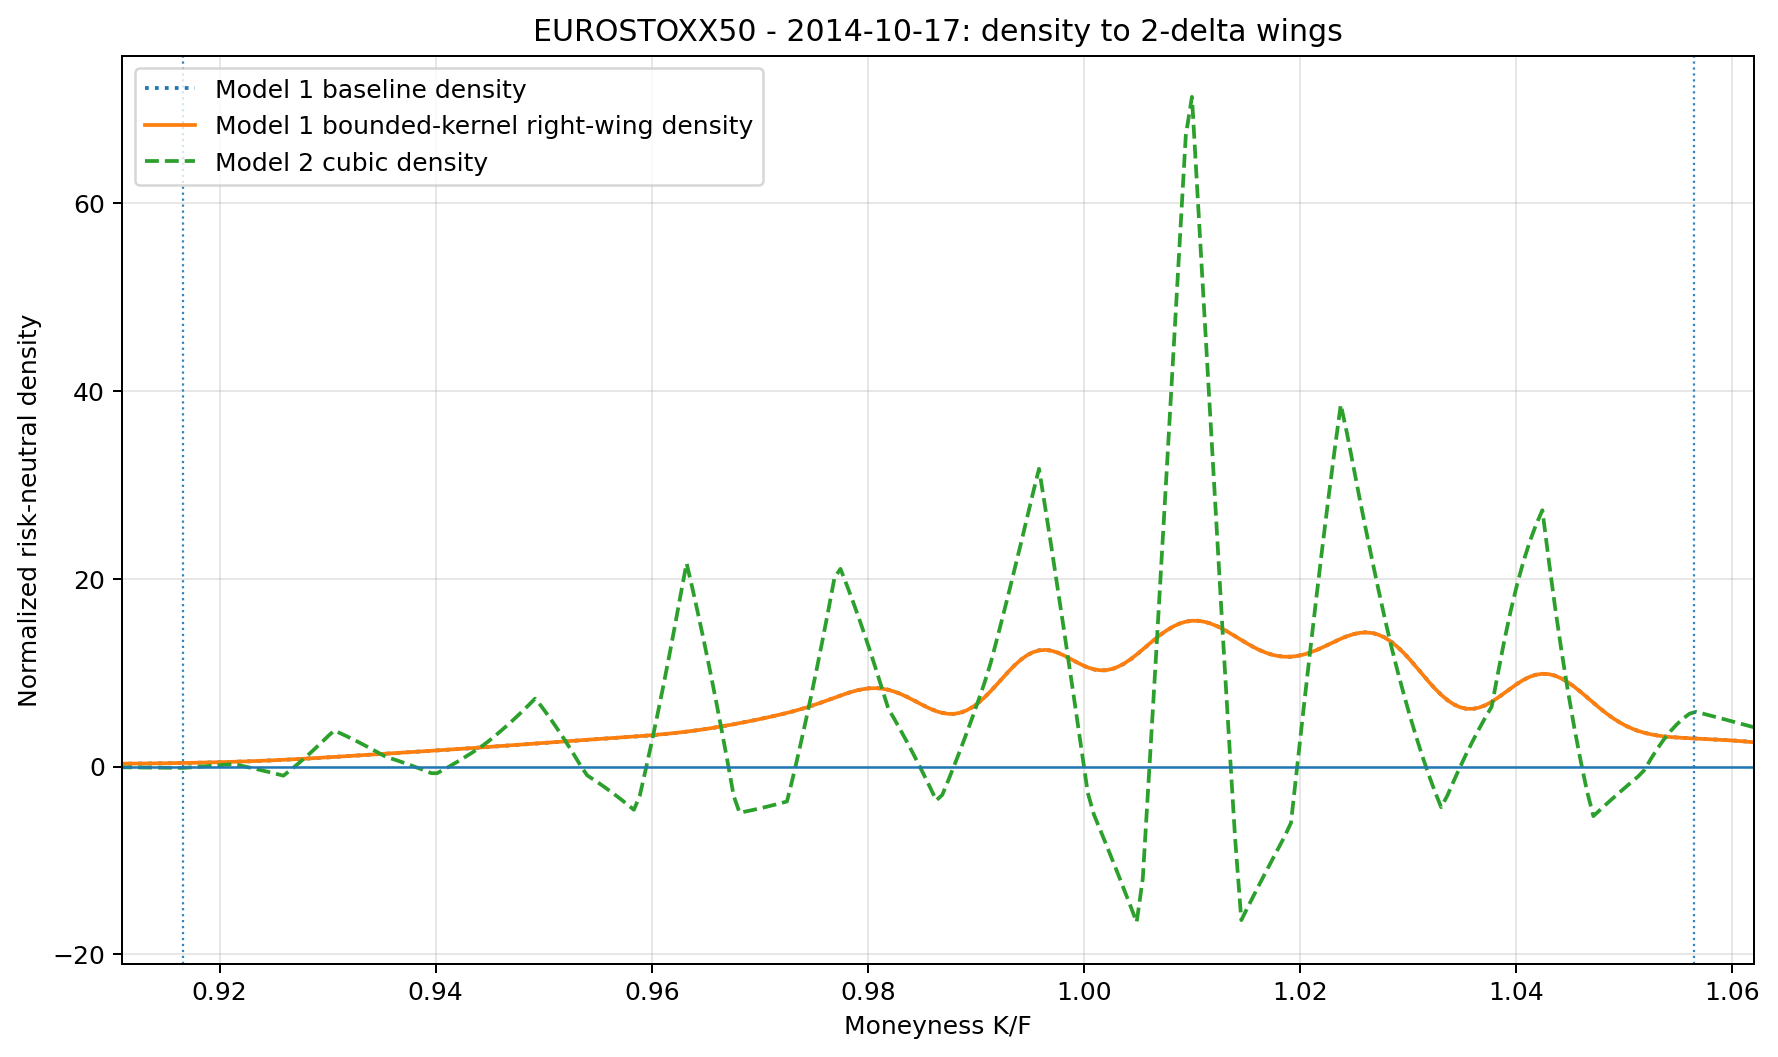 EUROSTOXX50 - 2014-10-17: density to 2-delta wings
Model 1 baseline density
Model 1 bounded-kernel right-wing density
Model 2 cubic density
Normalized risk-neutral density
60
40
20
0
−20
0.92 0.94 0.96 0.98 1.00 1.02 1.04 1.06
Moneyness K/F